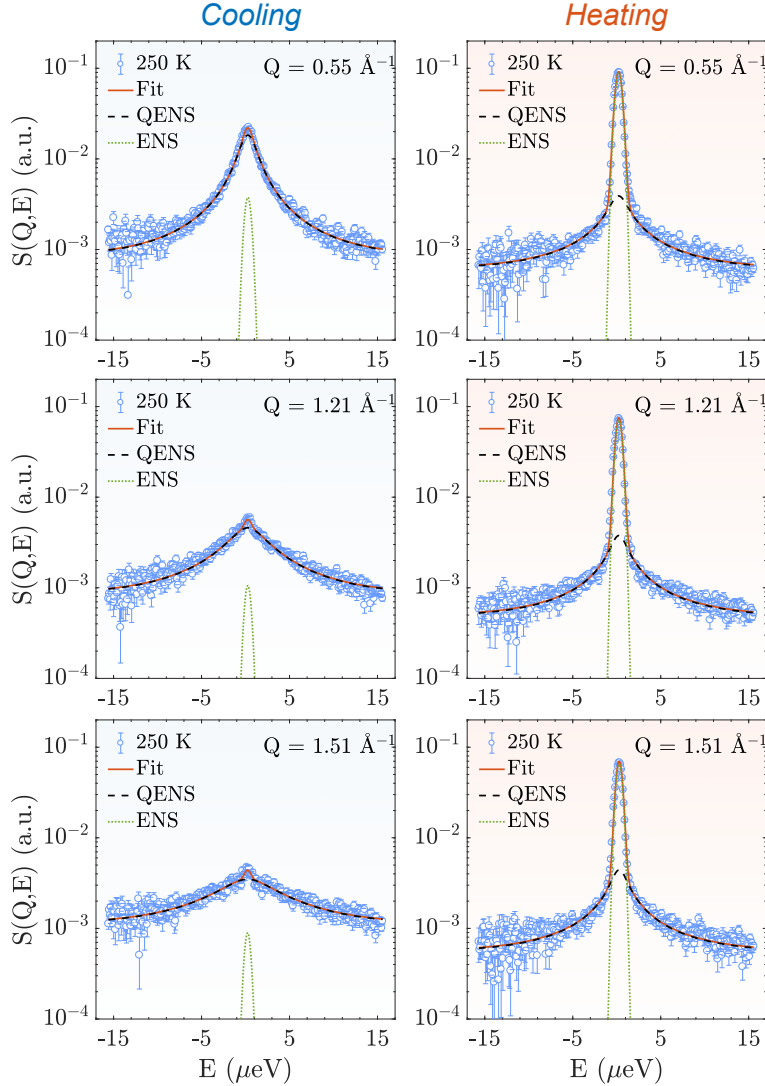 Cooling
Heating
250 K
Fit
QENS
ENS
Q = 0.55 Å⁻¹
S(Q,E) (a.u.)
10⁻¹
10⁻²
10⁻³
10⁻⁴
-15 -5 5 15
250 K
Fit
QENS
ENS
Q = 0.55 Å⁻¹
-15 -5 5 15
250 K
Fit
QENS
ENS
Q = 1.21 Å⁻¹
S(Q,E) (a.u.)
10⁻¹
10⁻²
10⁻³
10⁻⁴
-15 -5 5 15
250 K
Fit
QENS
ENS
Q = 1.21 Å⁻¹
-15 -5 5 15
250 K
Fit
QENS
ENS
Q = 1.51 Å⁻¹
S(Q,E) (a.u.)
10⁻¹
10⁻²
10⁻³
10⁻⁴
-15 -5 5 15
E (μeV)
250 K
Fit
QENS
ENS
Q = 1.51 Å⁻¹
-15 -5 5 15
E (μeV)